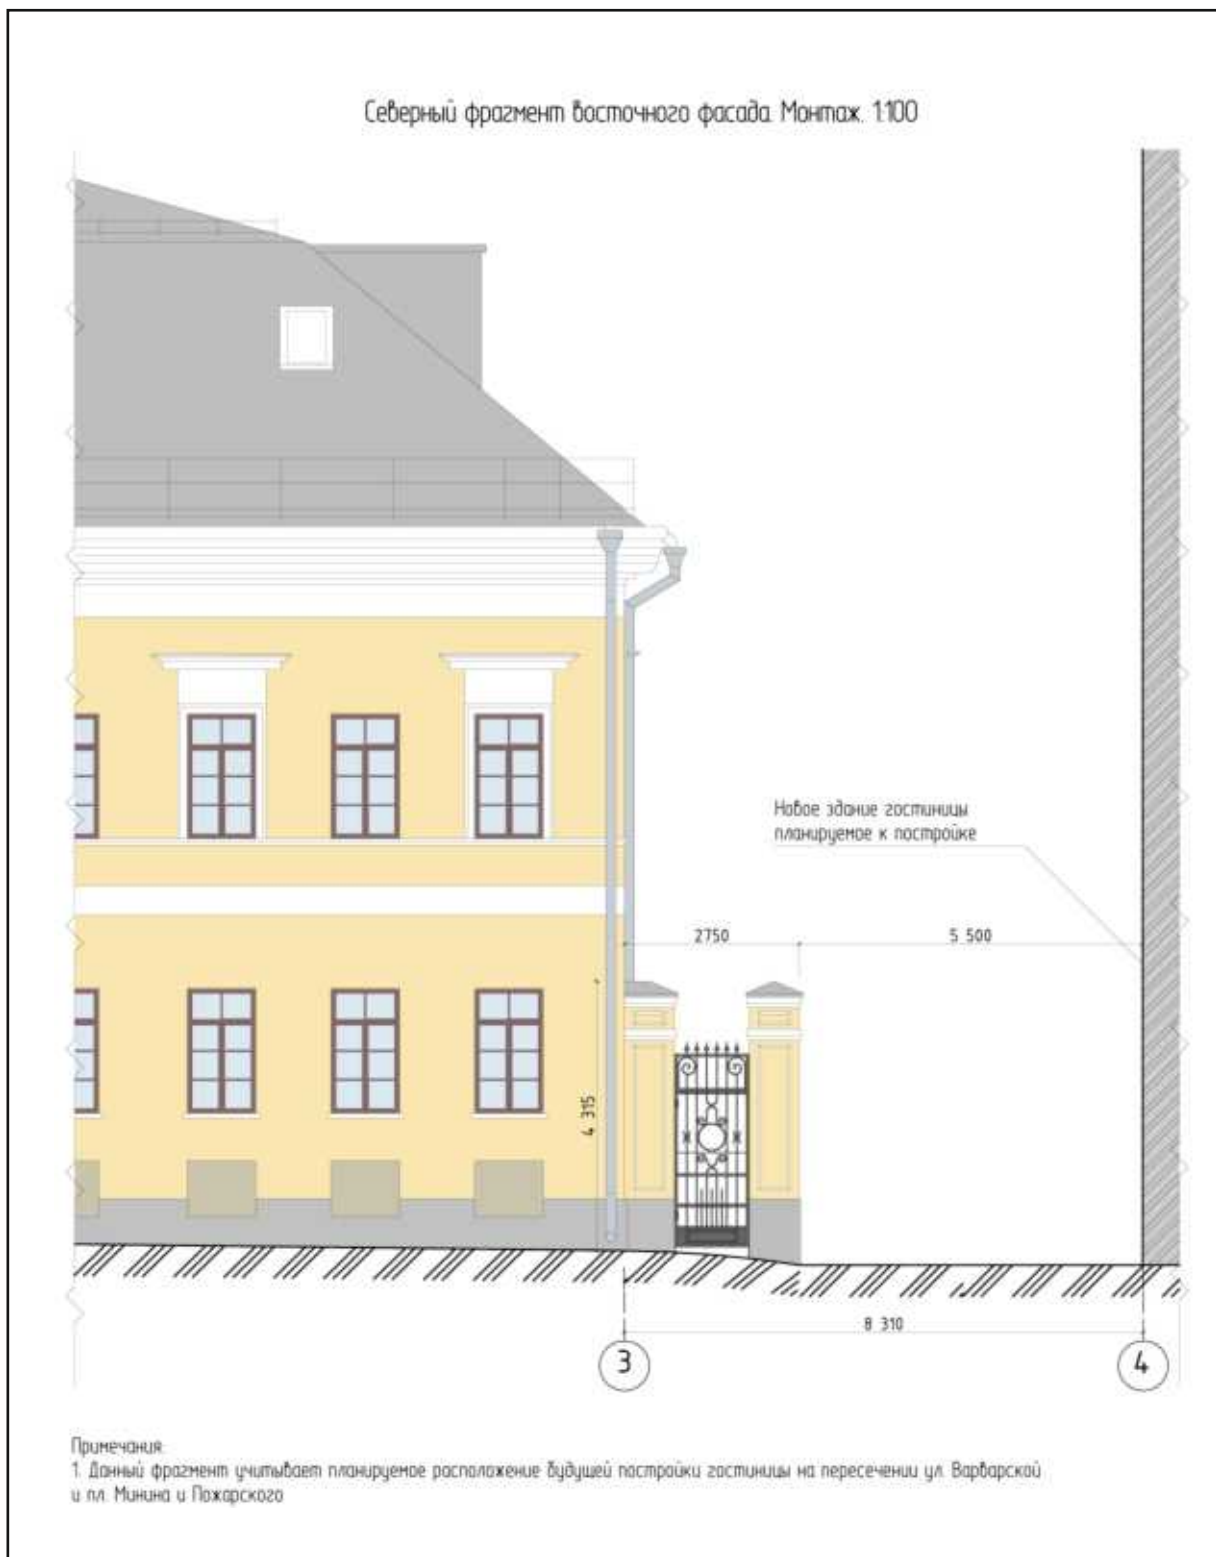 Северный фрагмент восточного фасада. Монтаж. 1:100
Новое здание гостиницы
планируемое к постройке
2750
5 500
4 315
8 310
3
4
Примечания:
1. Данный фрагмент учитывает планируемое расположение будущей постройки гостиницы на пересечении ул. Варварской
и пл. Минина и Пожарского